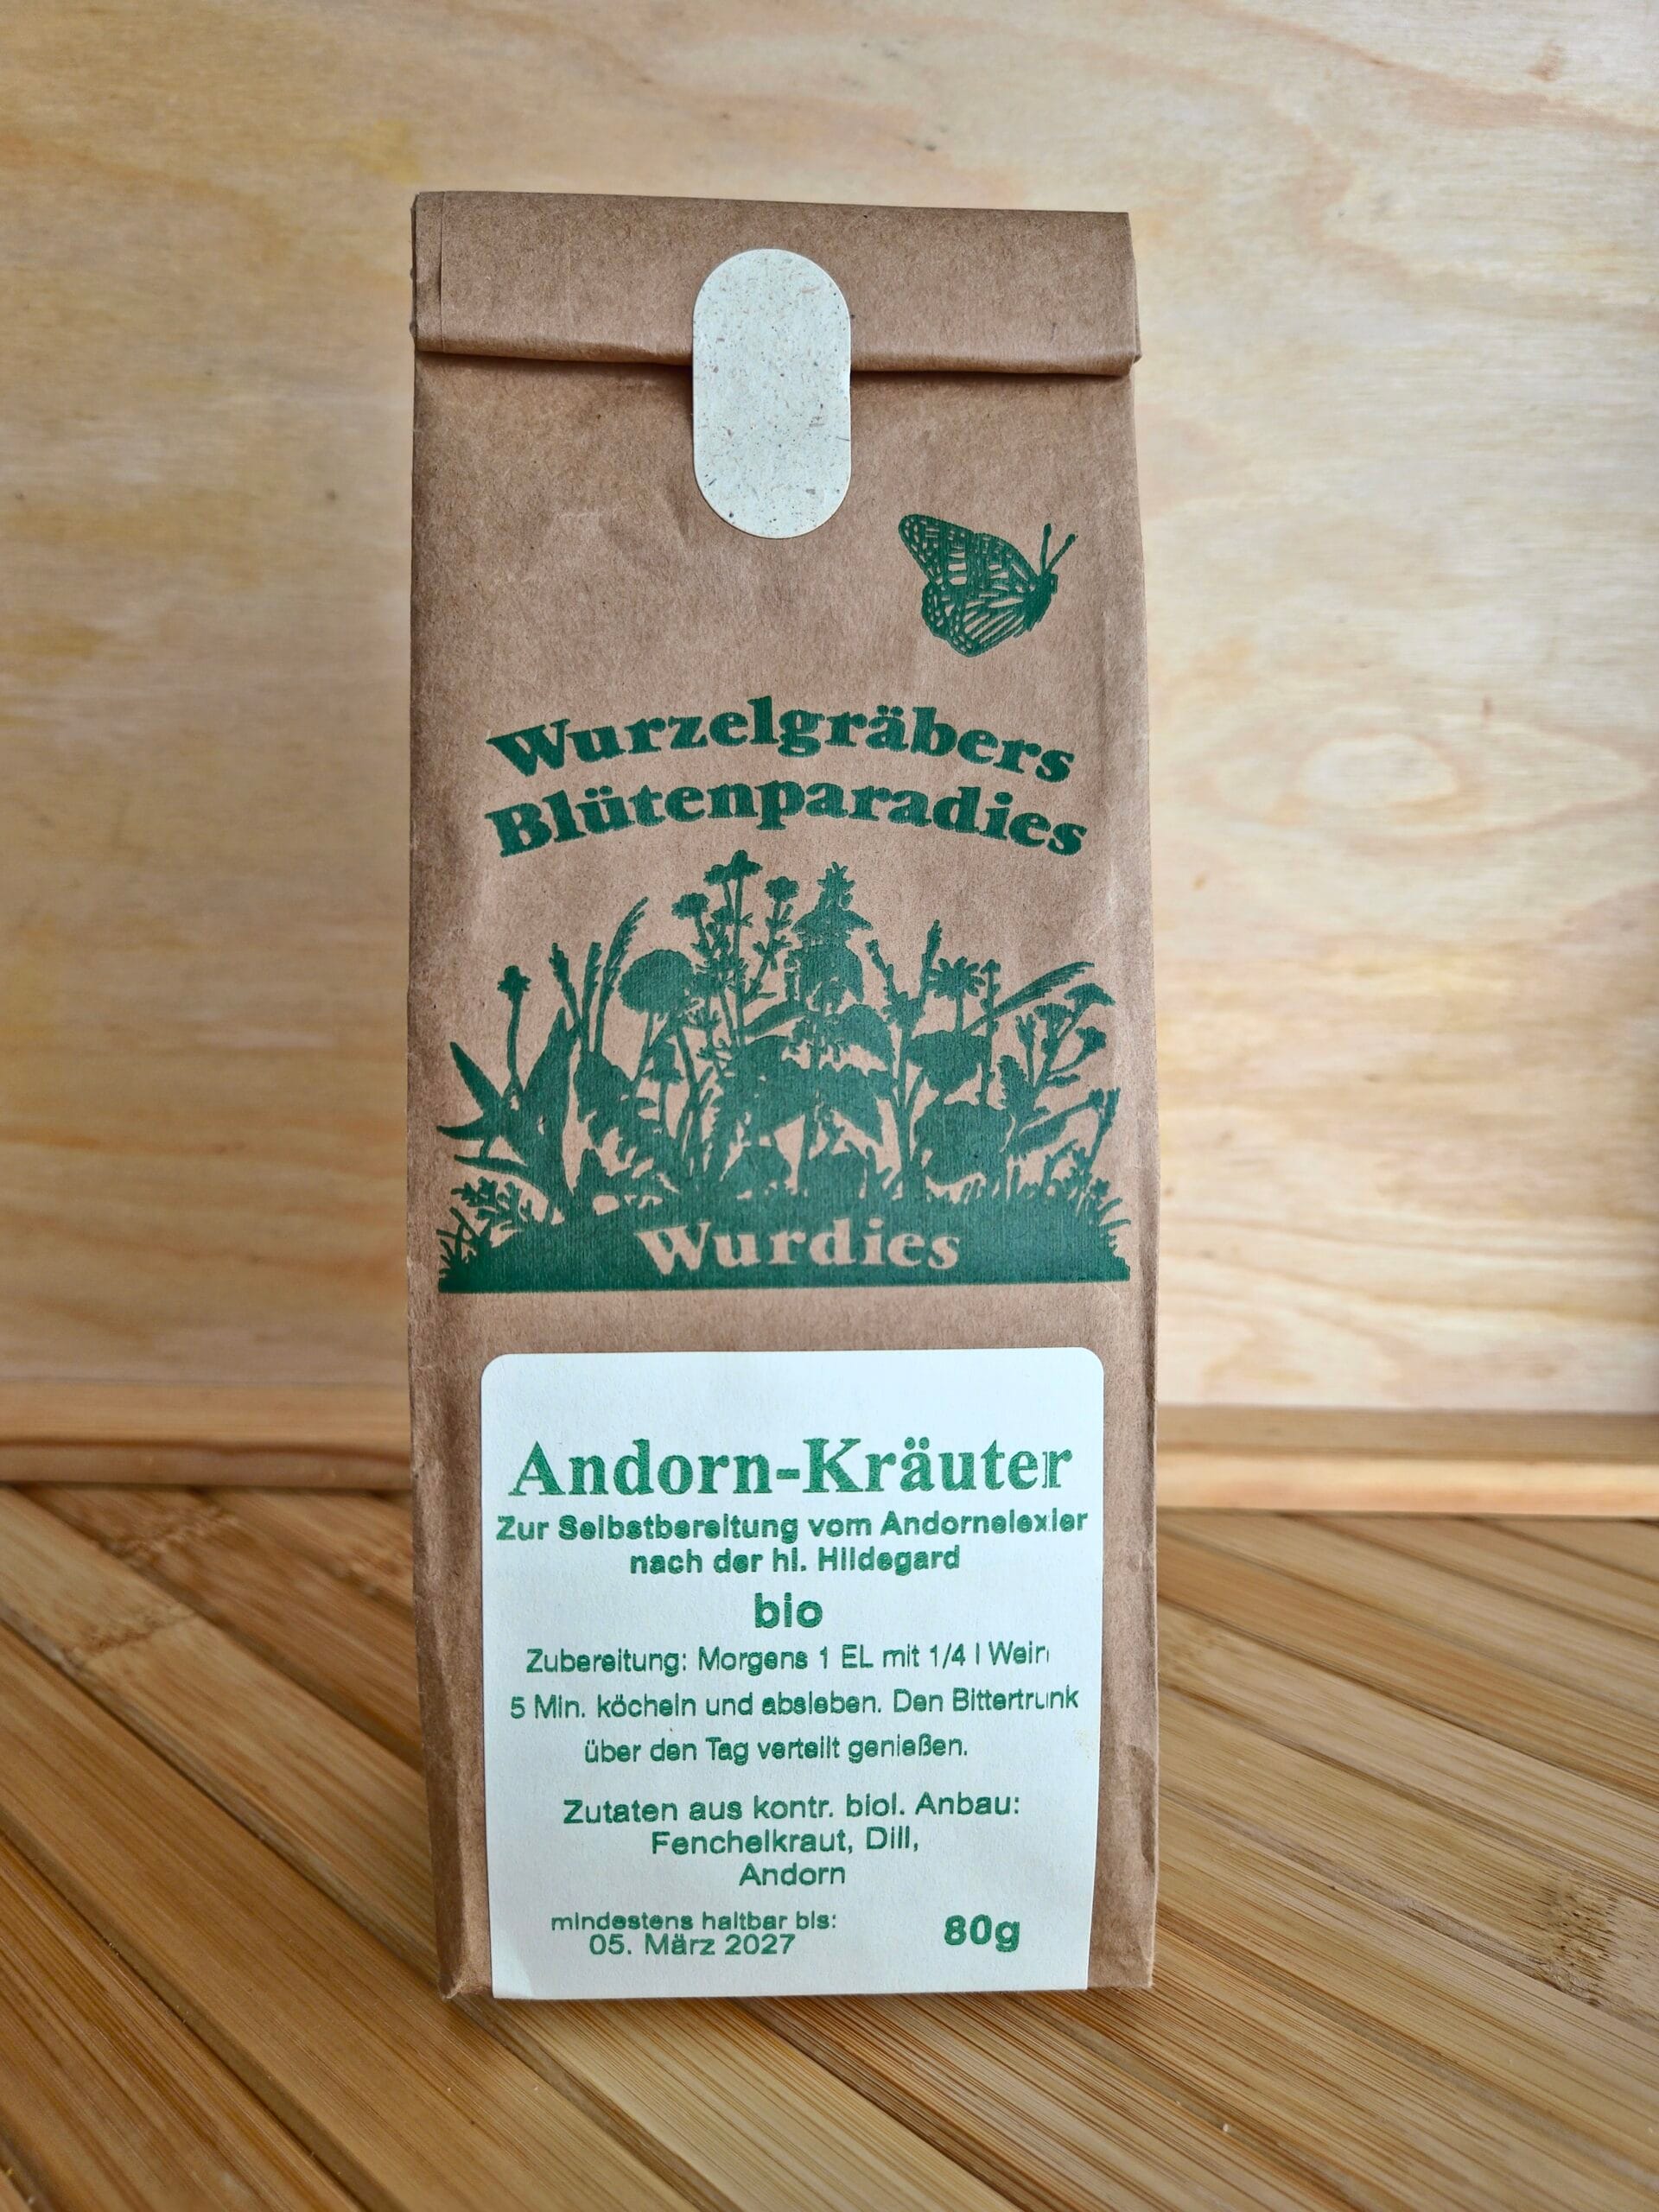 Wurzelgräbers
Blütenparadies
Wurdies
Andorn-Kräuter
Zur Selbstbereitung vom Andornelexier
nach der hl. Hildegard
bio
Zubereitung: Morgens 1 EL mit 1/4 l Wein
5 Min. köcheln und absieben. Den Bittertrunk
über den Tag verteilt genießen.
Zutaten aus kontr. biol. Anbau:
Fenchelkraut, Dill,
Andorn
mindestens haltbar bis:
05. März 2027
80g